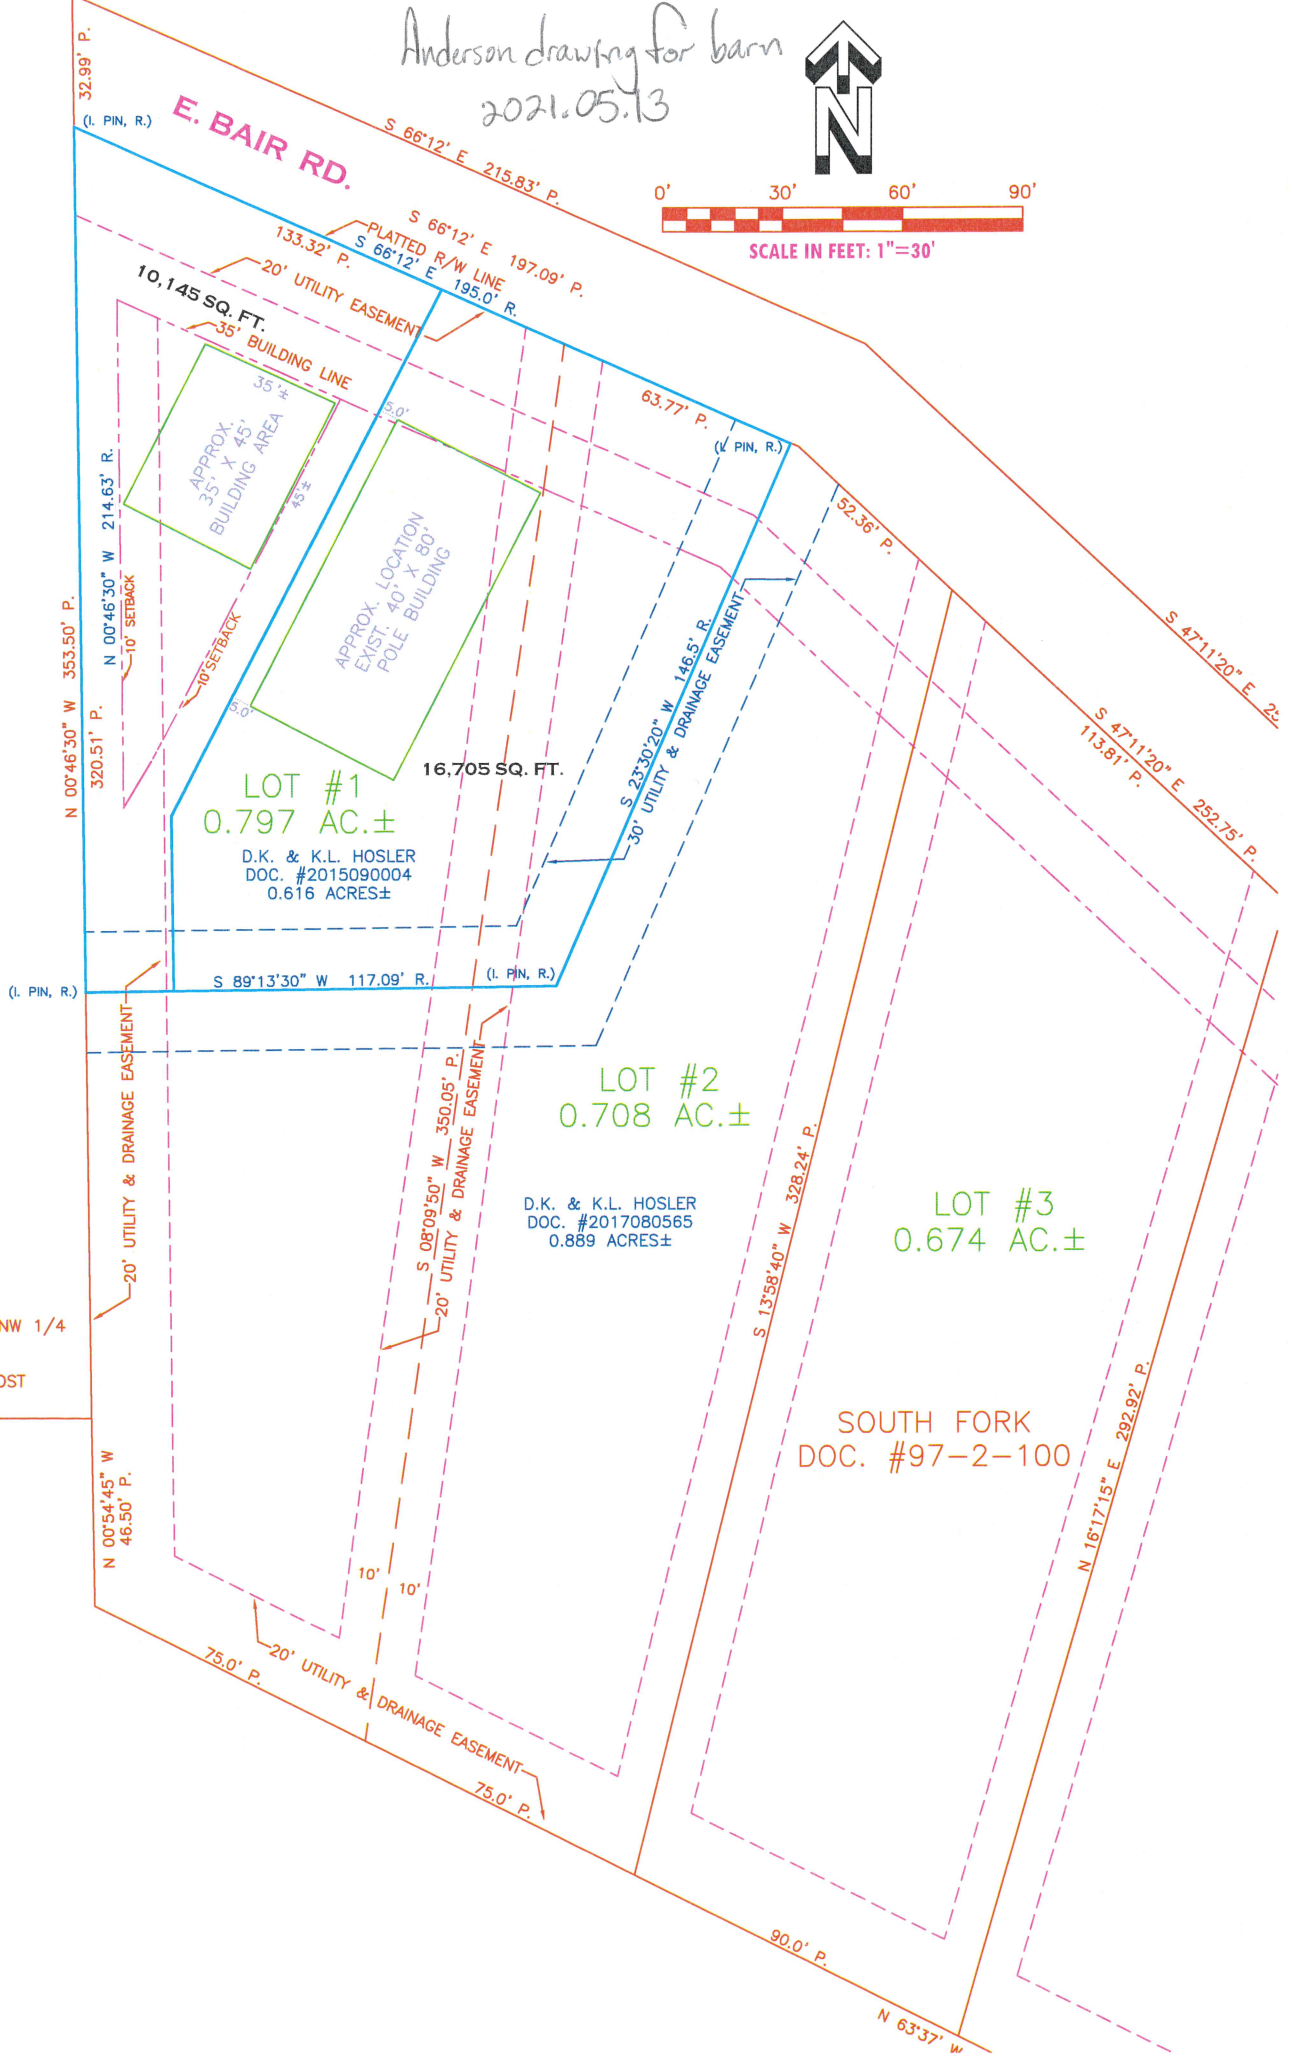 Anderson drawing for barn
2021.05.13
32.99' P.
(I. PIN, R.)
E. BAIR RD.
S 66°12' E 215.83' P.
N
0' 30' 60' 90'
SCALE IN FEET: 1"=30'
S 66°12' E 197.09' P.
PLATTED R/W LINE
133.32' P.
S 66°12' E 195.0' R.
20' UTILITY EASEMENT
10,145 SQ. FT.
35' BUILDING LINE
35'±
APPROX.
35' X 45'
BUILDING AREA
45'±
5.0'
63.77' P.
(I. PIN, R.)
52.36' P.
N 00°46'30" W 214.63' R.
10' SETBACK
10' SETBACK
APPROX. LOCATION
EXIST. 40' X 80'
POLE BUILDING
5.0'
N 00°46'30" W 353.50' P.
320.51' P.
S 23°30'20" W 146.5' R.
30' UTILITY & DRAINAGE EASEMENT
S 47°11'20" E
S 47°11'20" E 252.75' P.
113.81' P.
16,705 SQ. FT.
LOT #1
0.797 AC.±
D.K. & K.L. HOSLER
DOC. #2015090004
0.616 ACRES±
S 89°13'30" W 117.09' R.
(I. PIN, R.)
(I. PIN, R.)
20' UTILITY & DRAINAGE EASEMENT
S 08°09'50" W 350.05' P.
20' UTILITY & DRAINAGE EASEMENT
LOT #2
0.708 AC.±
D.K. & K.L. HOSLER
DOC. #2017080565
0.889 ACRES±
S 13°58'40" W 328.24' P.
LOT #3
0.674 AC.±
NW 1/4
OST
SOUTH FORK
DOC. #97-2-100
N 16°17'15" E 292.92' P.
N 00°54'45" W
46.50' P.
10' 10'
75.0' P.
20' UTILITY & DRAINAGE EASEMENT
75.0' P.
90.0' P.
N 63°37' W